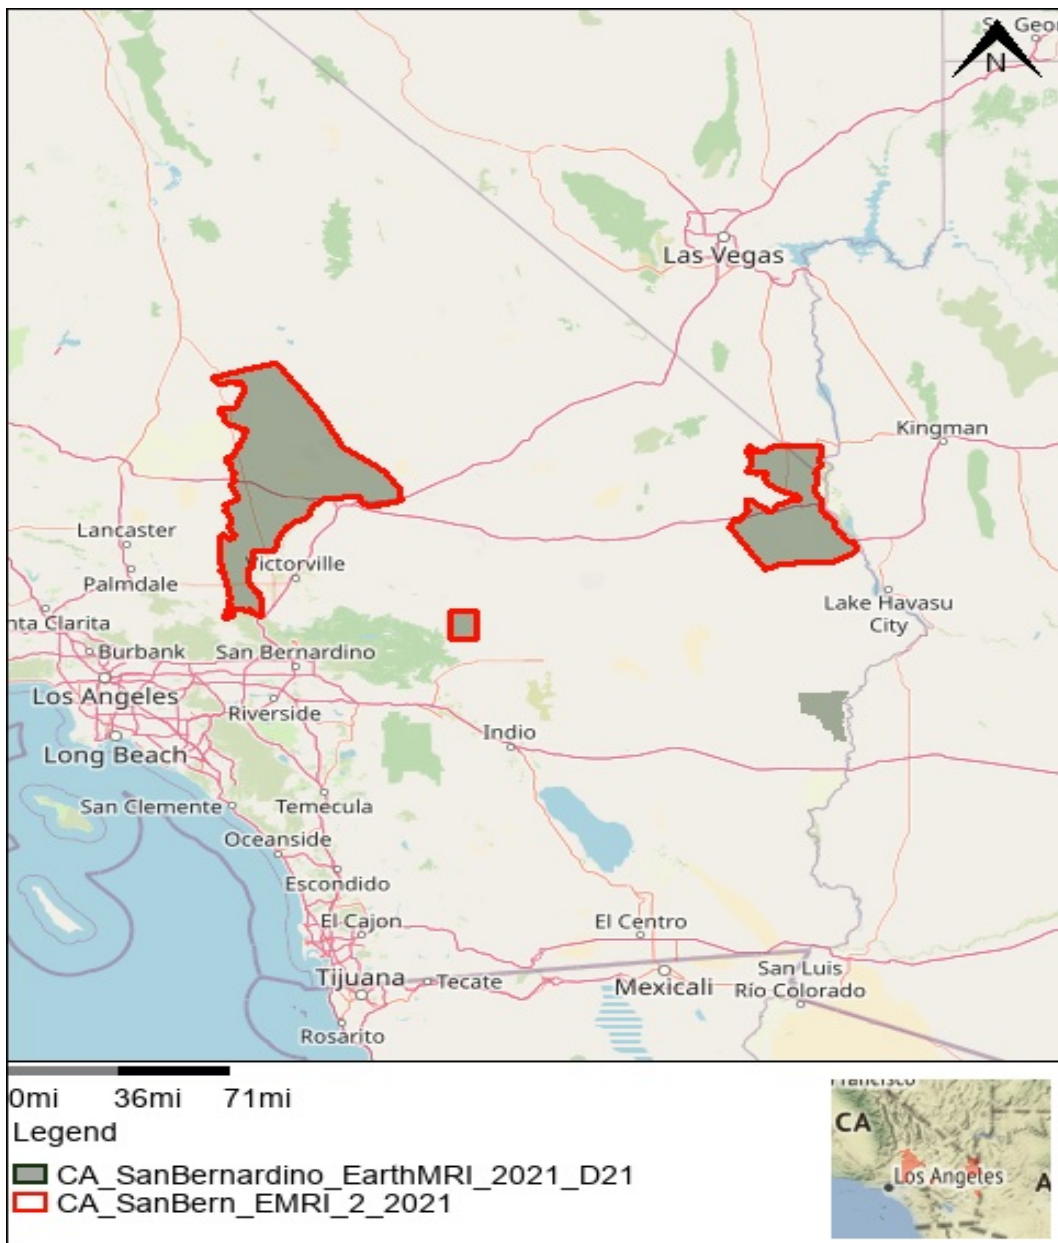 St. Geor
N
Las Vegas
Kingman
Lancaster
Palmdale
Victorville
Lake Havasu
City
nta Clarita
Burbank
San Bernardino
Los Angeles
Riverside
Indio
Long Beach
San Clemente
Temecula
Oceanside
Escondido
El Cajon
El Centro
Tijuana
Tecate
Mexicali
San Luis
Río Colorado
Rosarito
0mi 36mi 71mi
Legend
CA_SanBernardino_EarthMRI_2021_D21
CA_SanBern_EMRI_2_2021
Francisco
CA
Los Angeles
A